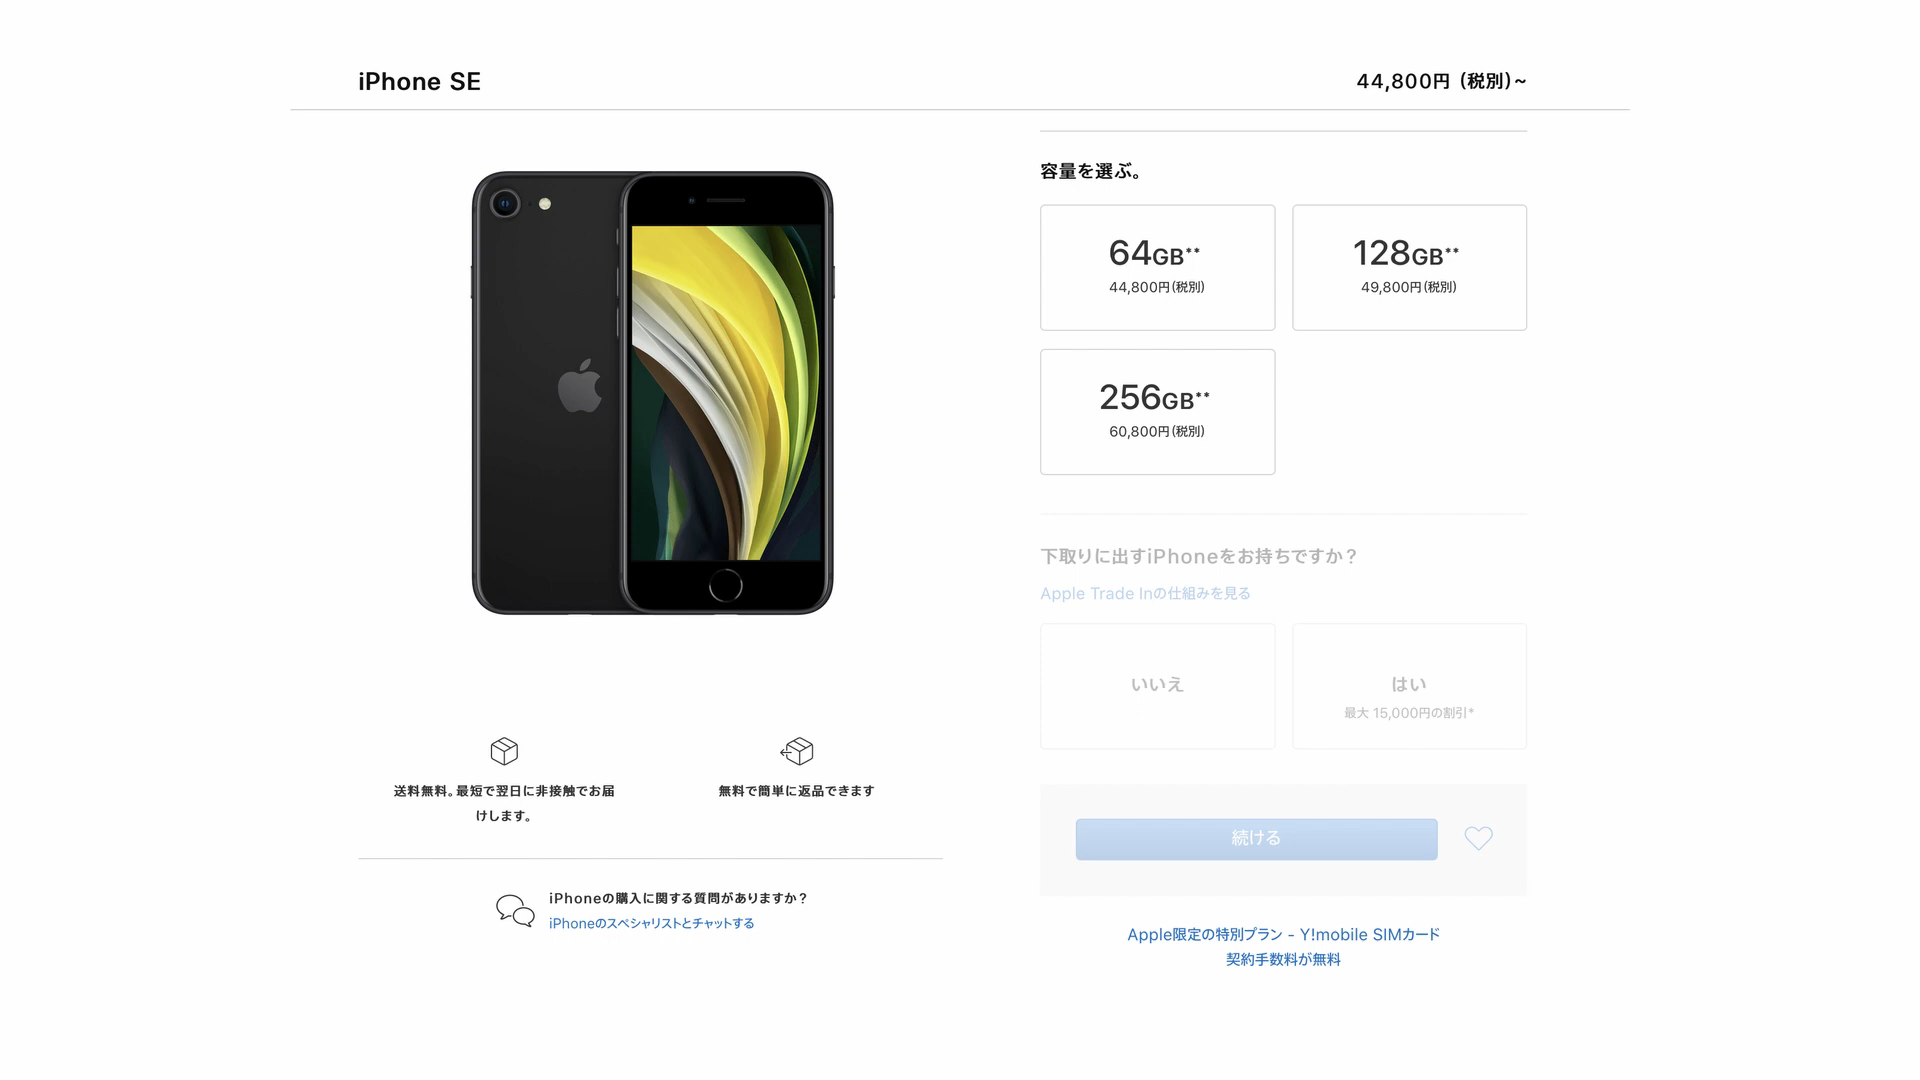 iPhone SE
44,800円（税別）~
容量を選ぶ。
64GB**
44,800円（税別）
128GB**
49,800円（税別）
256GB**
60,800円（税別）
下取りに出すiPhoneをお持ちですか？
Apple Trade Inの仕組みを見る
いいえ
はい
最大 15,000円の割引*
送料無料。最短で翌日に非接触でお届
けします。
無料で簡単に返品できます
続ける
iPhoneの購入に関する質問がありますか？
iPhoneのスペシャリストとチャットする
Apple限定の特別プラン - Y!mobile SIMカード
契約手数料が無料